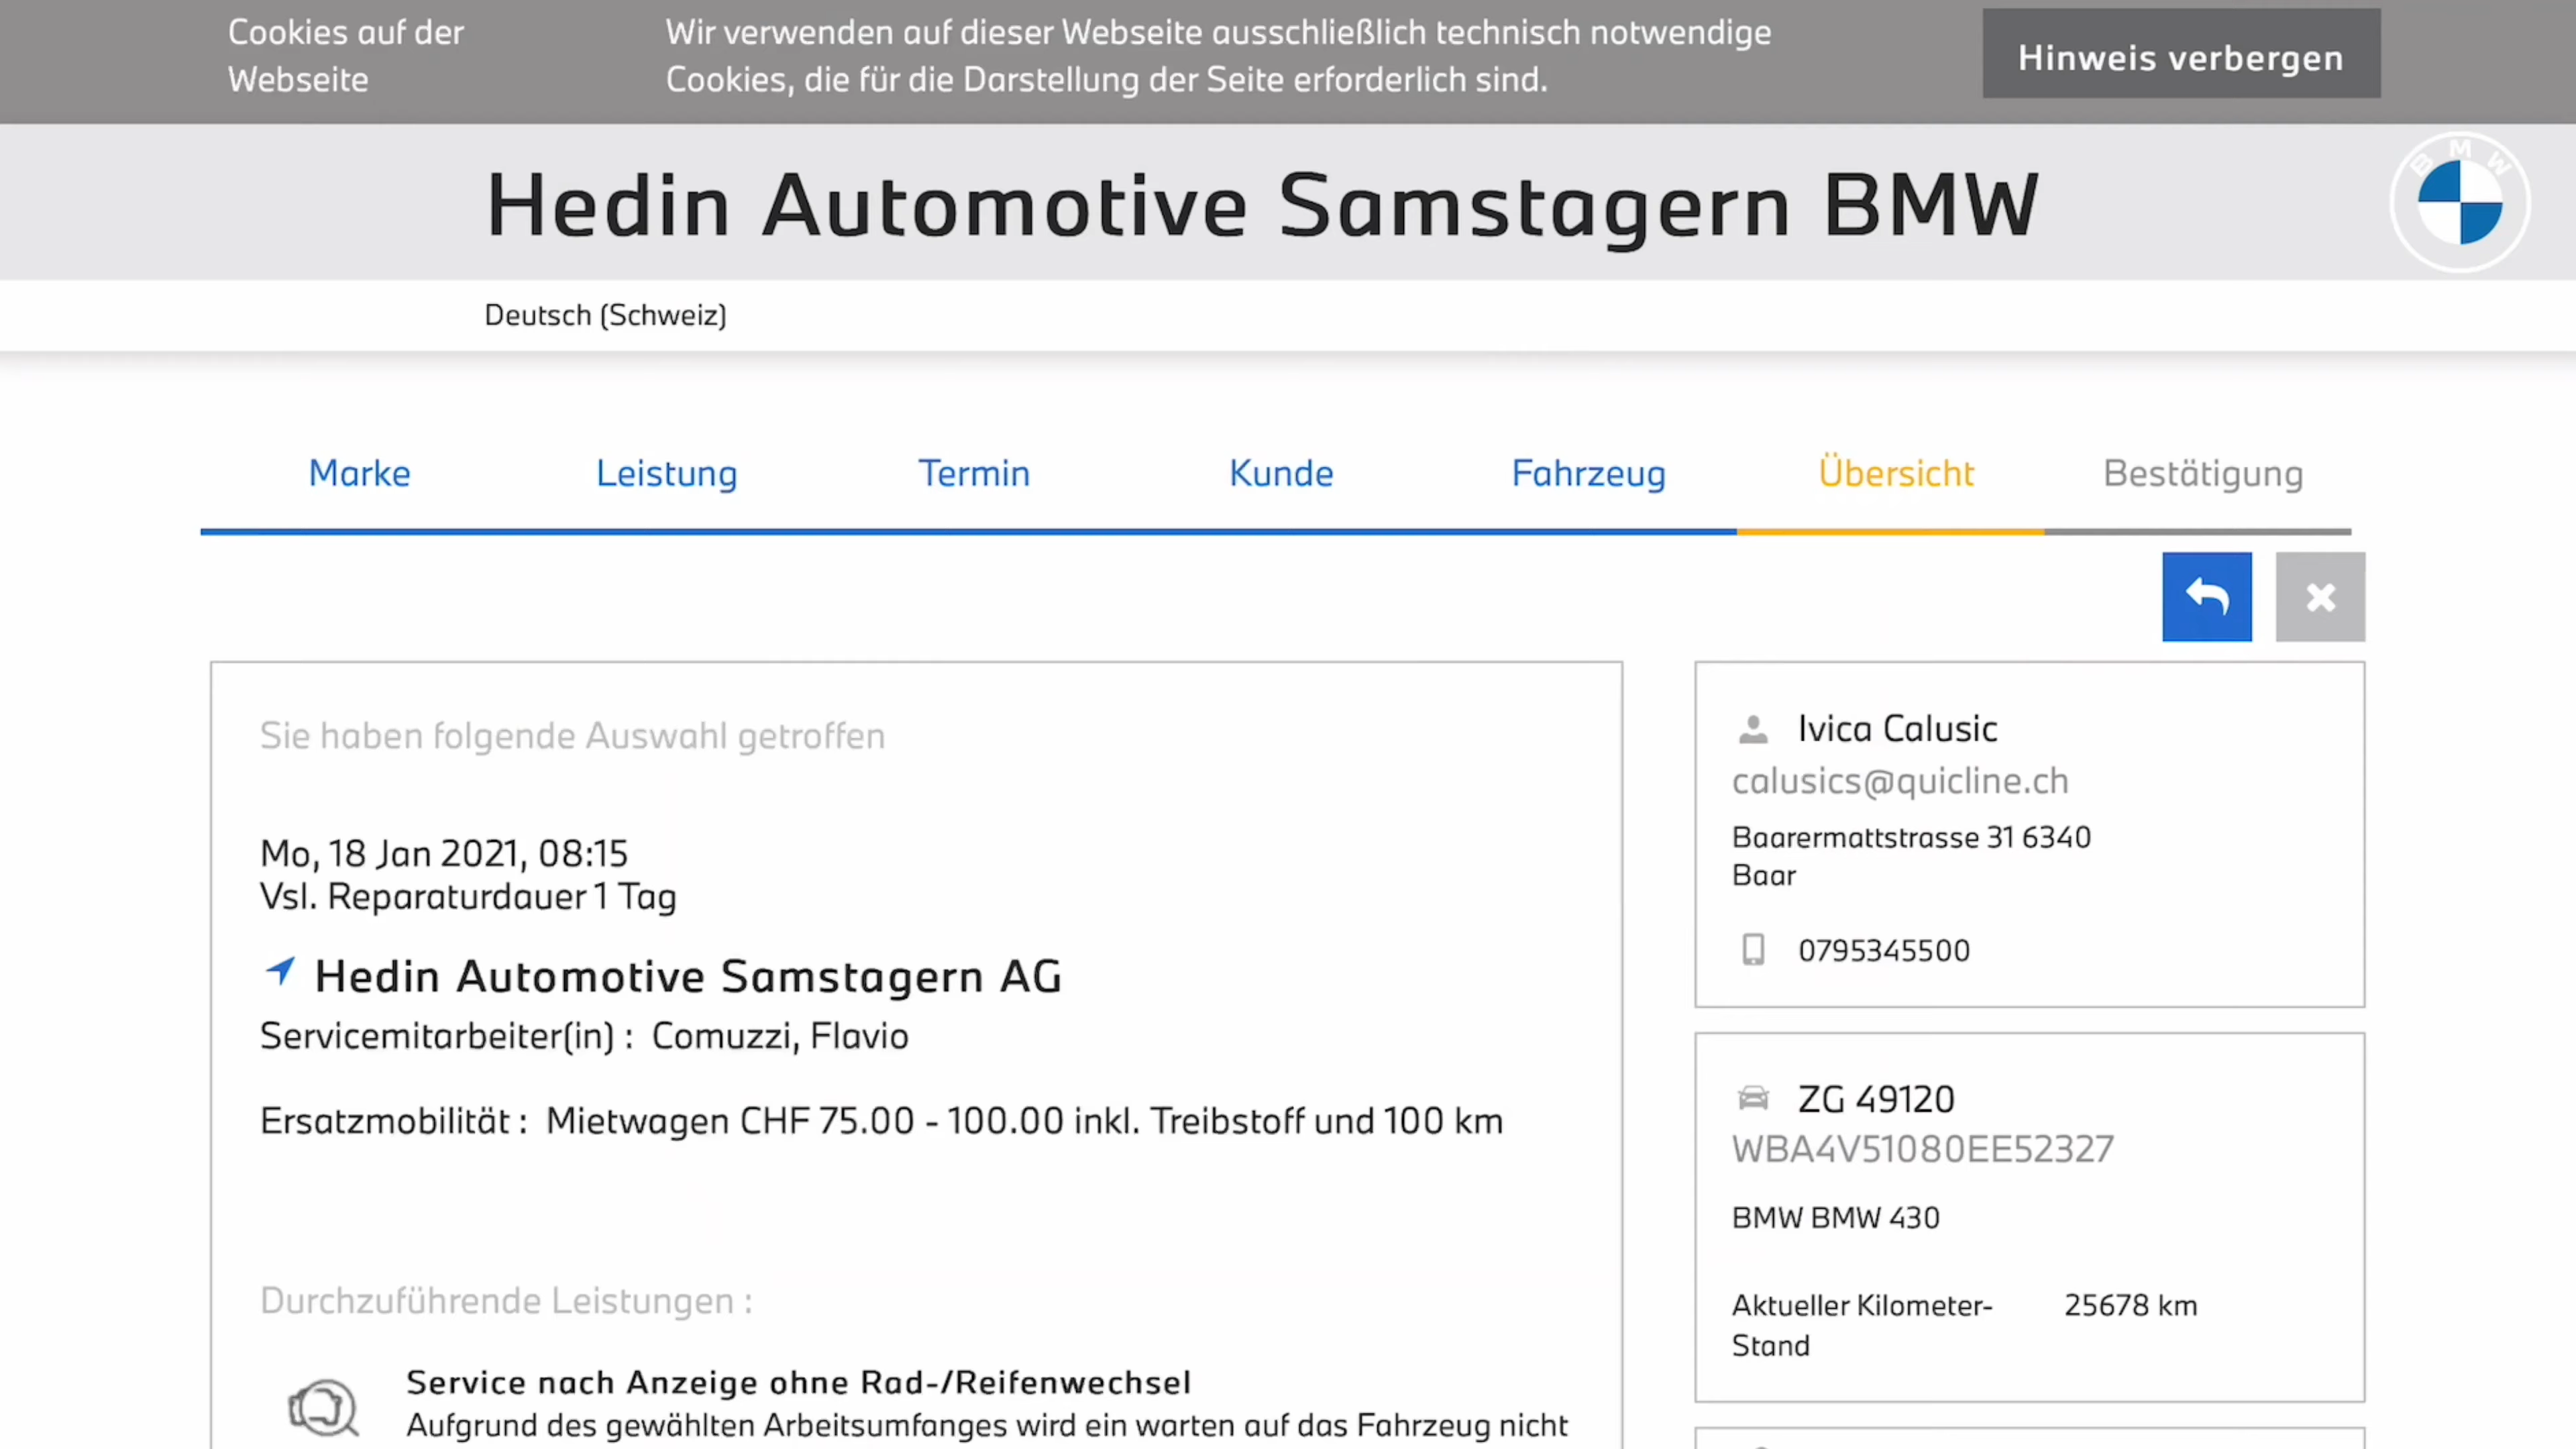 Cookies auf der
Webseite
Wir verwenden auf dieser Webseite ausschließlich technisch notwendige
Cookies, die für die Darstellung der Seite erforderlich sind.
Hinweis verbergen
Hedin Automotive Samstagern BMW
BMW
Deutsch (Schweiz)
Marke
Leistung
Termin
Kunde
Fahrzeug
Übersicht
Bestätigung
Sie haben folgende Auswahl getroffen
Mo, 18 Jan 2021, 08:15
Vsl. Reparaturdauer 1 Tag
Hedin Automotive Samstagern AG
Servicemitarbeiter(in) : Comuzzi, Flavio
Ersatzmobilität : Mietwagen CHF 75.00 - 100.00 inkl. Treibstoff und 100 km
Durchzuführende Leistungen :
Service nach Anzeige ohne Rad-/Reifenwechsel
Aufgrund des gewählten Arbeitsumfanges wird ein warten auf das Fahrzeug nicht
Ivica Calusic
calusics@quicline.ch
Baarermattstrasse 31 6340
Baar
0795345500
ZG 49120
WBA4V51080EE52327
BMW BMW 430
Aktueller Kilometer-
Stand
25678 km